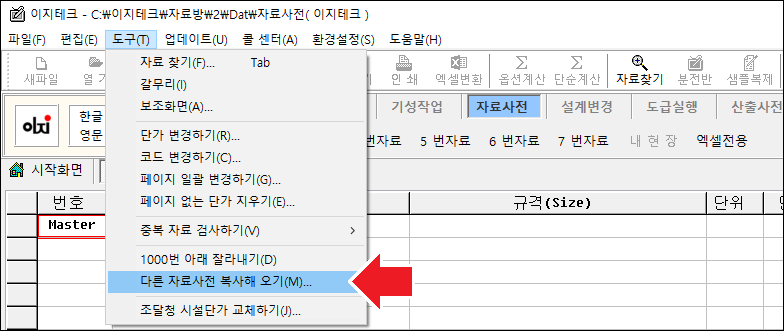 이지테크 - C:\이지테크\자료방\2\Dat\자료사전( 이지테크 )
파일(F) 편집(E) 도구(T) 업데이트(U) 콜 센터(A) 환경설정(S) 도움말(H)
새파일 열 인 쇄 엑셀변환 옵션계산 단순계산 자료찾기 분전반 샘플복제
자료 찾기(F)... Tab
갈무리(I)
보조화면(A)...
단가 변경하기(R)...
코드 변경하기(C)...
페이지 일괄 변경하기(G)...
페이지 없는 단가 지우기(E)...
중복 자료 검사하기(V)
1000번 아래 잘라내기(D)
다른 자료사전 복사해 오기(M)...
조달청 시설단가 교체하기(J)...
한글
영문
기성작업 자료사전 설계변경 도급실행 산출사전
번자료 5 번자료 6 번자료 7 번자료 내 현 장 엑셀전용
시작화면
번호 규격(Size) 단위
Master